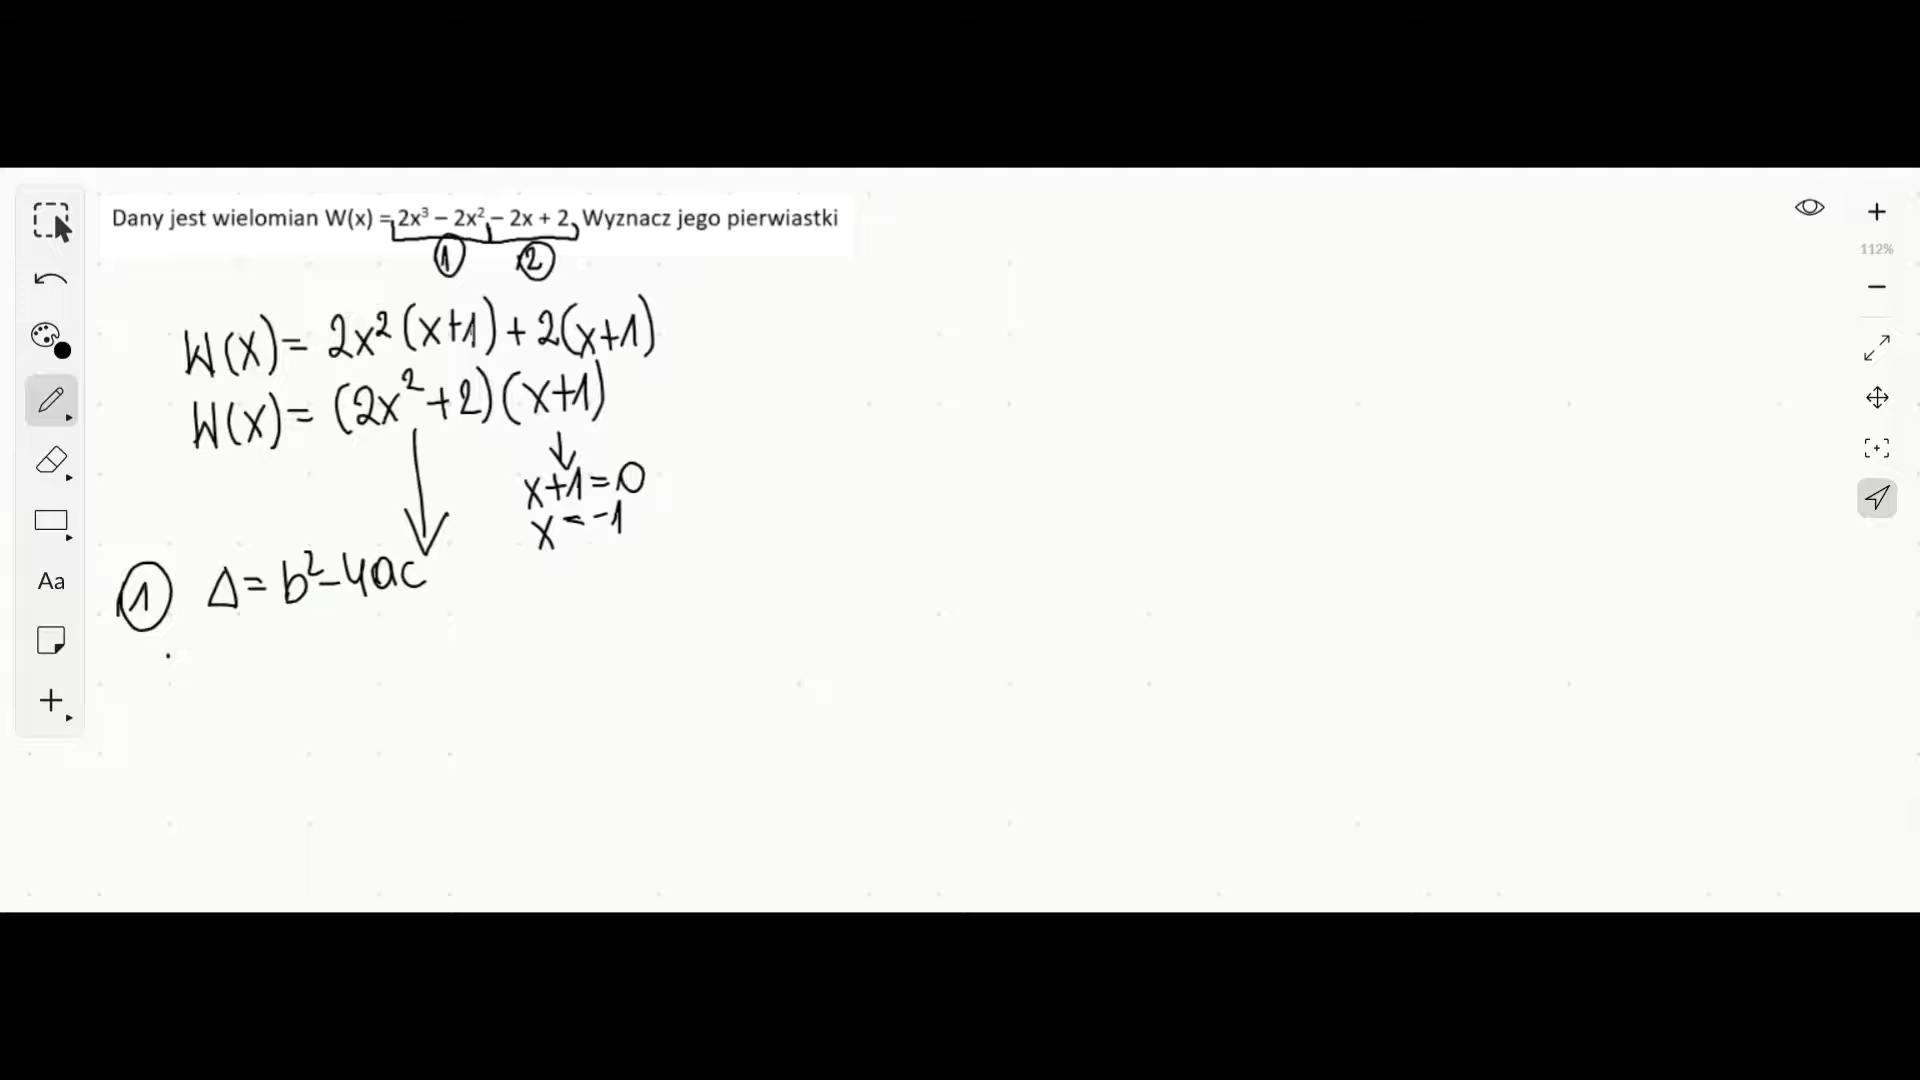 Dany jest wielomian W(x) = 2x³ – 2x² – 2x + 2, Wyznacz jego pierwiastki
1 2
W(x)= 2x²(x+1)+2(x+1)
W(x)= (2x²+2)(x+1)
x+1=0
x=-1
1 Δ= b²-4ac
112%
Aa